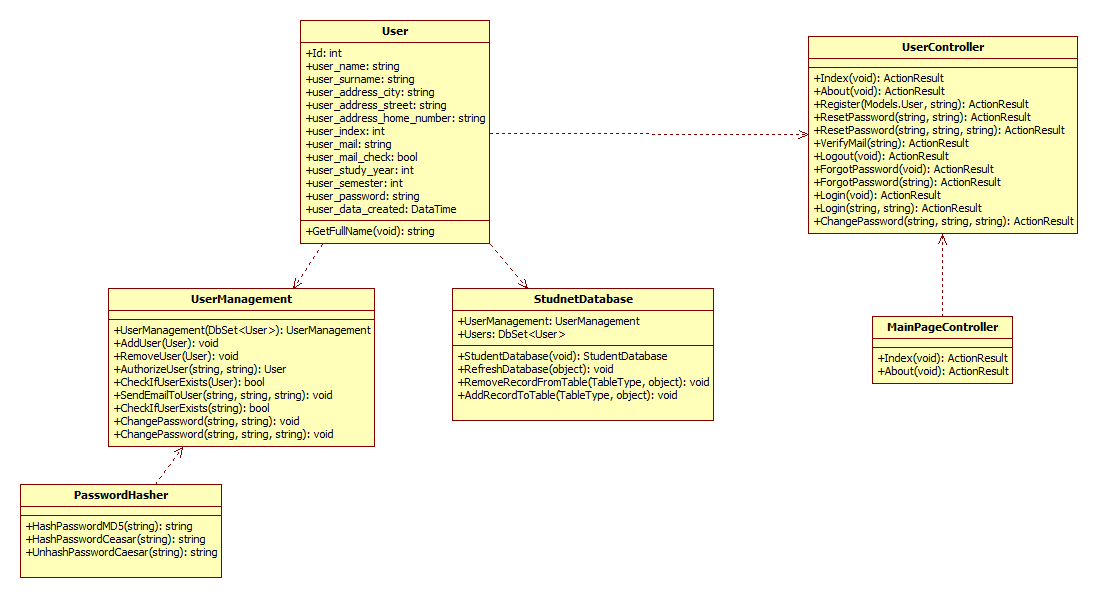 User
+Id: int
+user_name: string
+user_surname: string
+user_address_city: string
+user_address_street: string
+user_address_home_number: string
+user_index: int
+user_mail: string
+user_mail_check: bool
+user_study_year: int
+user_semester: int
+user_password: string
+user_data_created: DataTime
+GetFullName(void): string
UserController
+Index(void): ActionResult
+About(void): ActionResult
+Register(Models.User, string): ActionResult
+ResetPassword(string, string): ActionResult
+ResetPassword(string, string, string): ActionResult
+VerifyMail(string): ActionResult
+Logout(void): ActionResult
+ForgotPassword(void): ActionResult
+ForgotPassword(string): ActionResult
+Login(void): ActionResult
+Login(string, string): ActionResult
+ChangePassword(string, string, string): ActionResult
UserManagement
+UserManagement(DbSet<User>): UserManagement
+AddUser(User): void
+RemoveUser(User): void
+AuthorizeUser(string, string): User
+CheckIfUserExists(User): bool
+SendEmailToUser(string, string, string): void
+CheckIfUserExists(string): bool
+ChangePassword(string, string): void
+ChangePassword(string, string, string): void
StudnetDatabase
+UserManagement: UserManagement
+Users: DbSet<User>
+StudentDatabase(void): StudentDatabase
+RefreshDatabase(object): void
+RemoveRecordFromTable(TableType, object): void
+AddRecordToTable(TableType, object): void
MainPageController
+Index(void): ActionResult
+About(void): ActionResult
PasswordHasher
+HashPasswordMD5(string): string
+HashPasswordCeasar(string): string
+UnhashPasswordCaesar(string): string